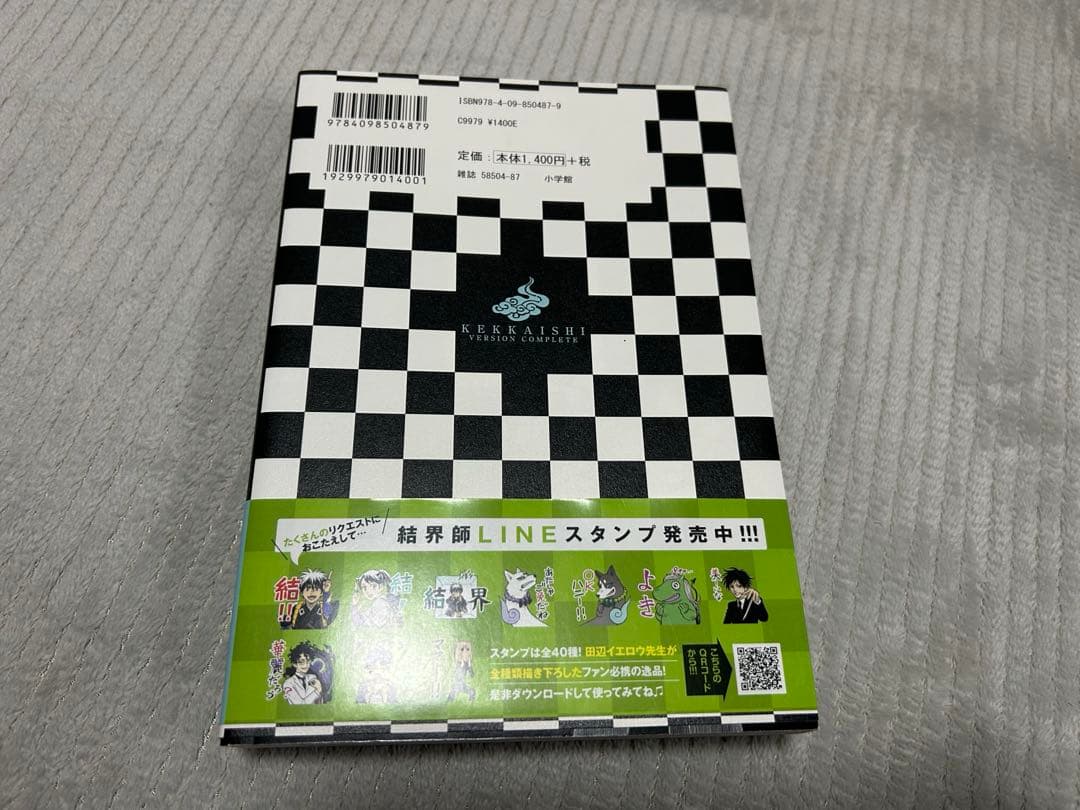 ISBN978-4-09-850487-9
9784098504879
C9979 ¥1400E
定価：本体1,400円+税
1929979014001
雑誌 58504-87 小学館
KEKKAISHI
VERSION COMPLETE
たくさんのリクエストに
おこたえして…
結界師LINEスタンプ発売中!!!
結!!
結
結界
OK
ハニー!!
よき
スタンプは全40種! 田辺イエロウ先生が
全種類描き下ろしたファン必携の逸品!
是非ダウンロードして使ってみてね♫
こちらの
QRコード
から!!!